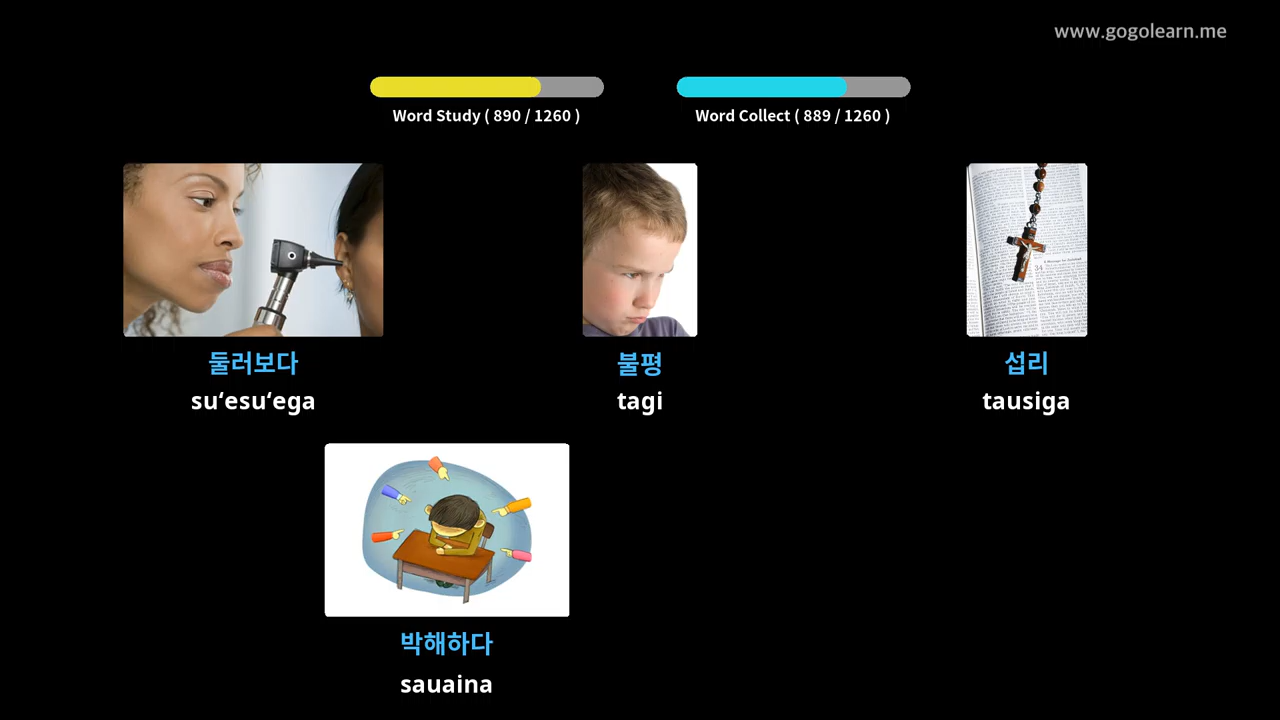 www.gogolearn.me
Word Study ( 890 / 1260 )
Word Collect ( 889 / 1260 )
둘러보다
su‘esu‘ega
불평
tagi
섭리
tausiga
박해하다
sauaina